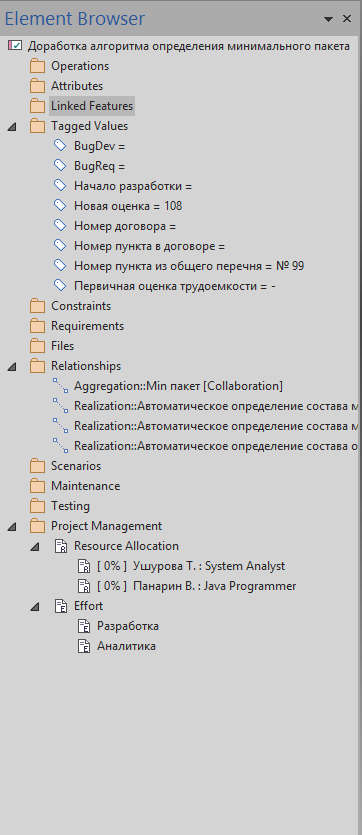 Element Browser
Доработка алгоритма определения минимального пакета
Operations
Attributes
Linked Features
Tagged Values
BugDev =
BugReq =
Начало разработки =
Новая оценка = 108
Номер договора =
Номер пункта в договоре =
Номер пункта из общего перечня = № 99
Первичная оценка трудоемкости = -
Constraints
Requirements
Files
Relationships
Aggregation::Min пакет [Collaboration]
Realization::Автоматическое определение состава м
Realization::Автоматическое определение состава м
Realization::Автоматическое определение состава о
Scenarios
Maintenance
Testing
Project Management
Resource Allocation
[ 0% ] Ушурова Т. : System Analyst
[ 0% ] Панарин В. : Java Programmer
Effort
Разработка
Аналитика